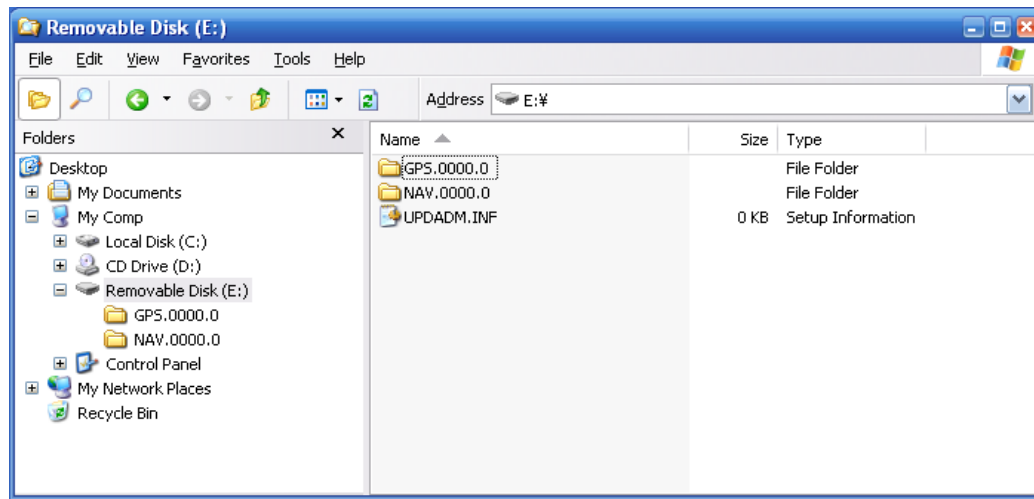 Removable Disk (E:)
File Edit View Favorites Tools Help
Address E:¥
Folders
Name Size Type
Desktop
My Documents
My Comp
Local Disk (C:)
CD Drive (D:)
Removable Disk (E:)
GPS.0000.0
NAV.0000.0
Control Panel
My Network Places
Recycle Bin
GPS.0000.0 File Folder
NAV.0000.0 File Folder
UPDADM.INF 0 KB Setup Information